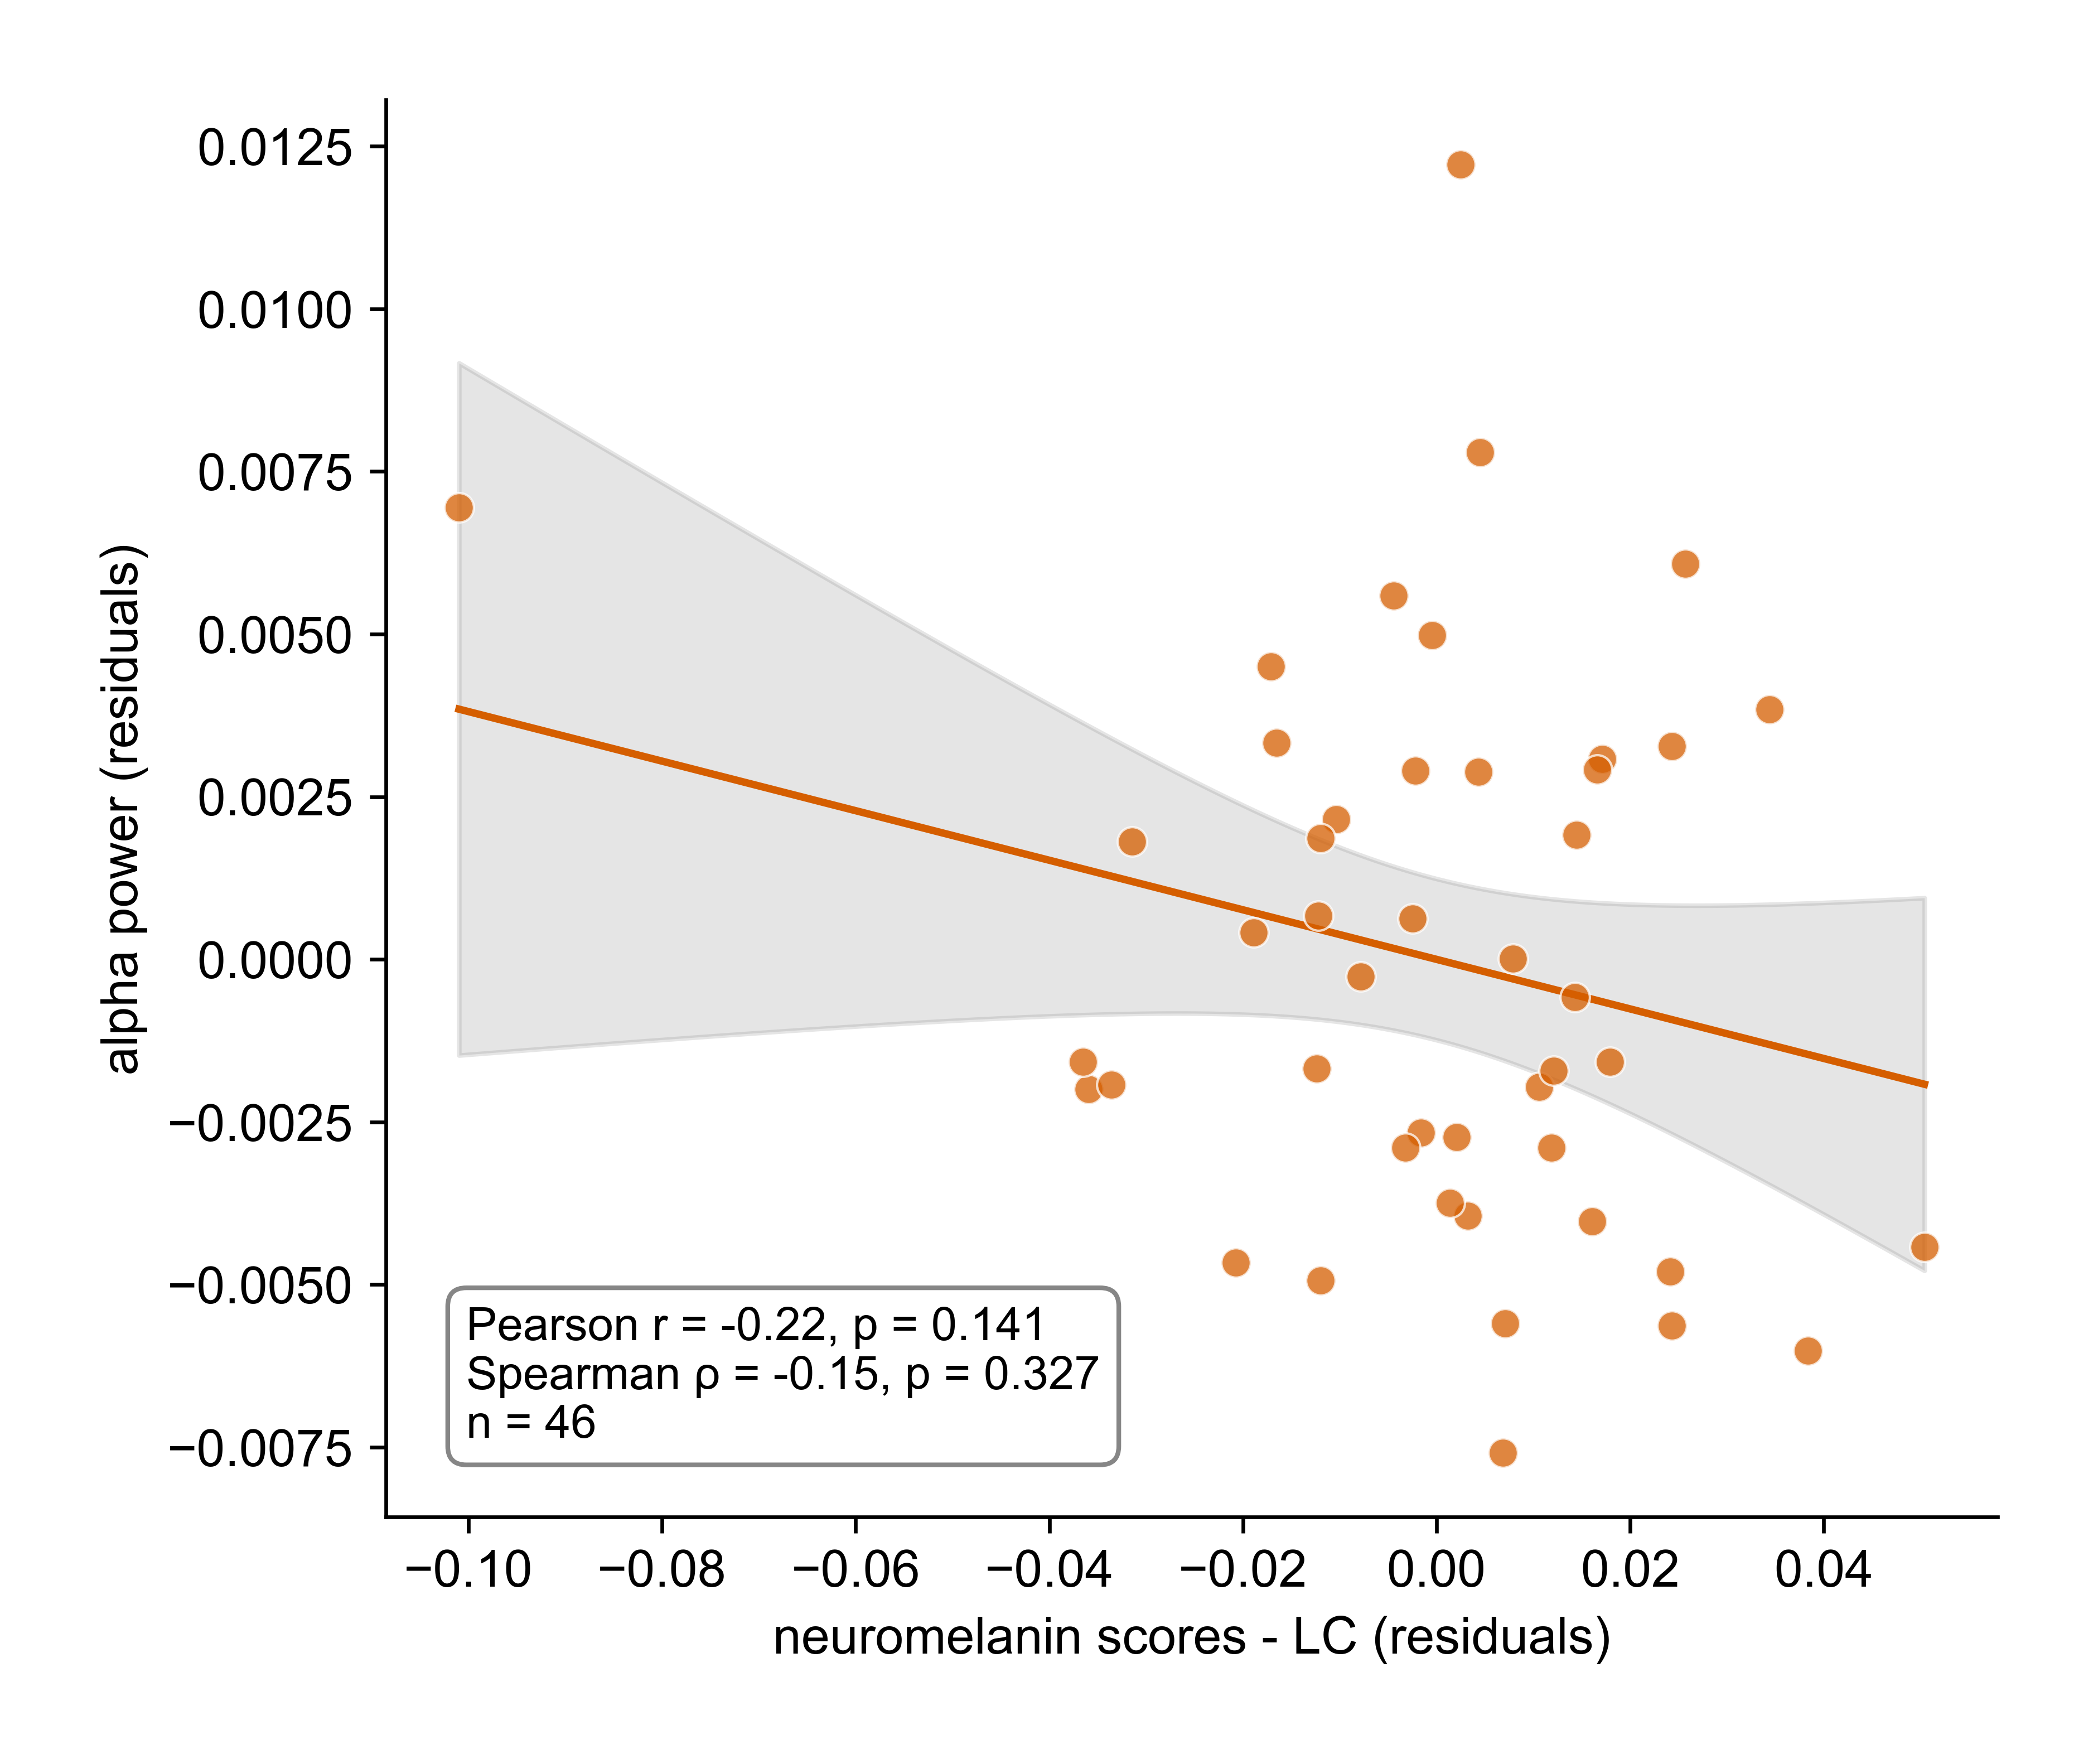 0.0125
0.0100
0.0075
0.0050
0.0025
0.0000
−0.0025
−0.0050
−0.0075
alpha power (residuals)
Pearson r = -0.22, p = 0.141
Spearman ρ = -0.15, p = 0.327
n = 46
−0.10 −0.08 −0.06 −0.04 −0.02 0.00 0.02 0.04
neuromelanin scores - LC (residuals)